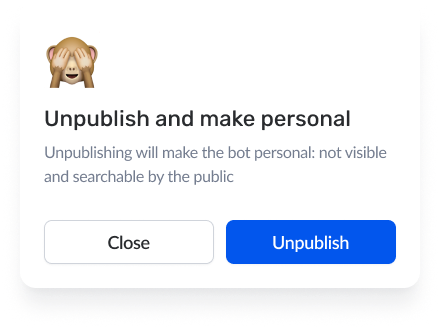 Unpublish and make personal
Unpublishing will make the bot personal: not visible
and searchable by the public
Close
Unpublish